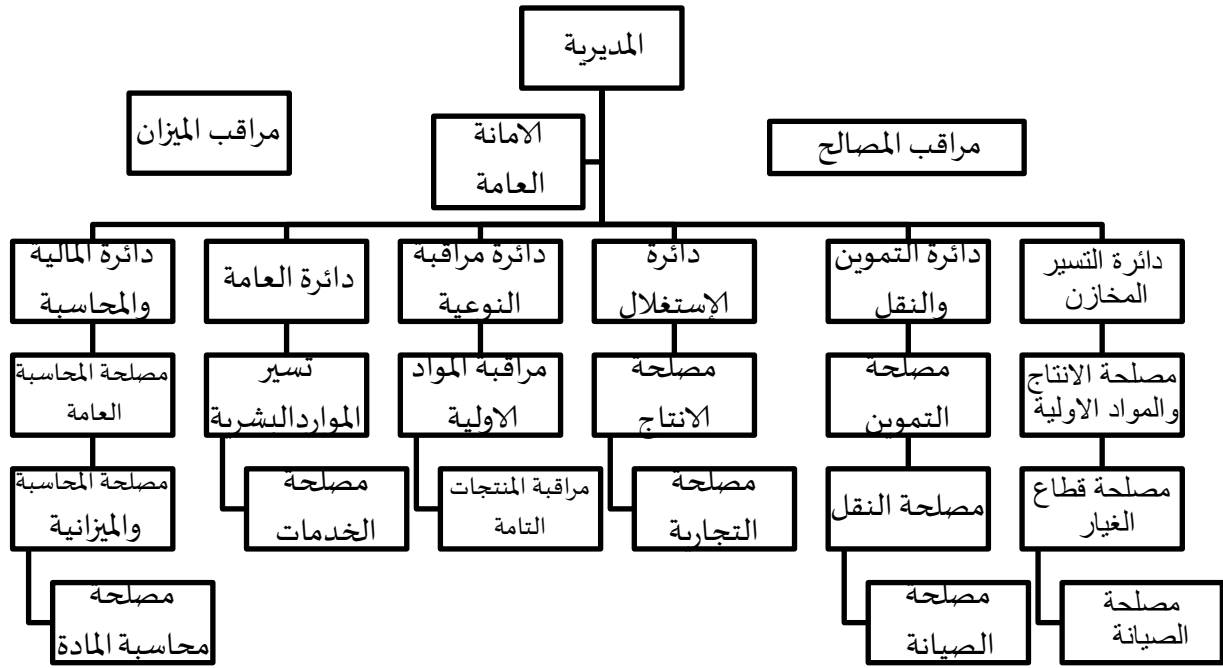 المديرية
مراقب المصالح
الامانة
العامة
مراقب الميزان
دائرة التسير
المخازن
دائرة التموين
والنقل
دائرة
الإستغلال
دائرة مراقبة
النوعية
دائرة العامة
دائرة المالية
والمحاسبة
مصلحة الانتاج
والمواد الاولية
مصلحة
التموين
مصلحة
الانتاج
مراقبة المواد
الاولية
تسير
المواردالبشرية
مصلحة المحاسبة
العامة
مصلحة قطاع
الغيار
مصلحة النقل
مصلحة
التجارية
مراقبة المنتجات
التامة
مصلحة
الخدمات
مصلحة المحاسبة
والميزانية
مصلحة
الصيانة
مصلحة
الصيانة
مصلحة
محاسبة المادة